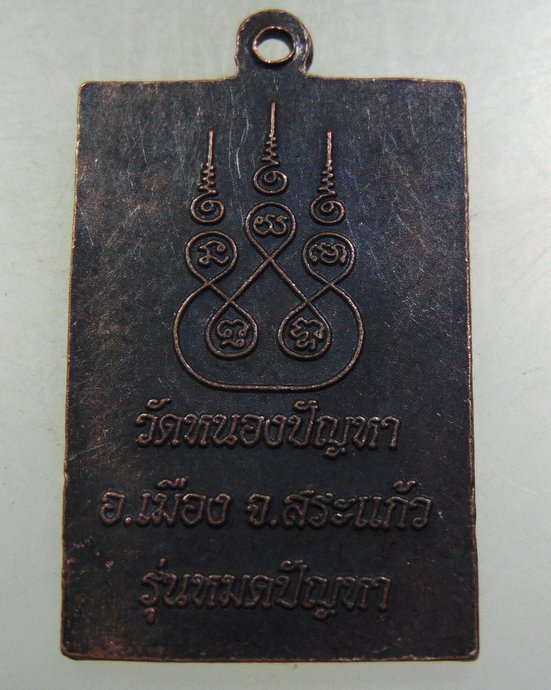 วัดหนองปัญหา
อ.เมือง จ.สระแก้ว
รุ่นหมดปัญหา